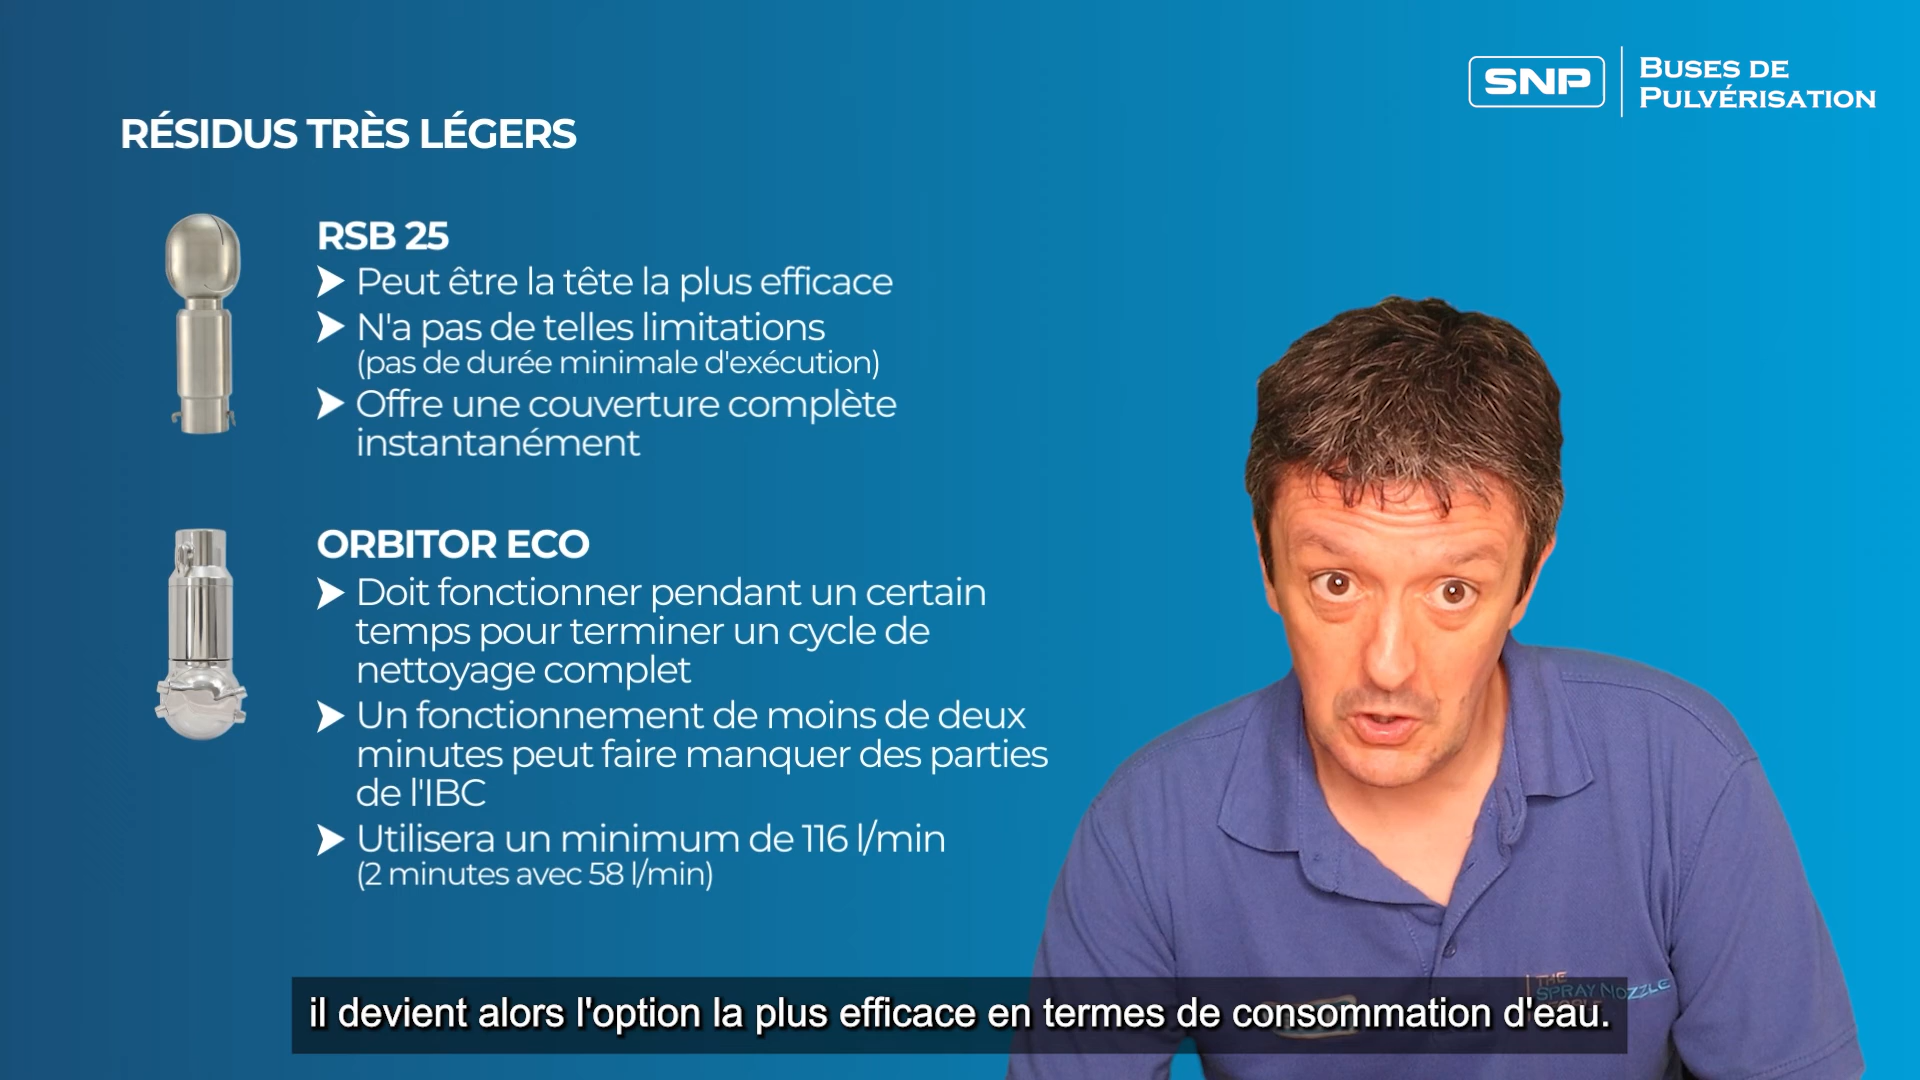 SNP
BUSES DE
PULVÉRISATION
RÉSIDUS TRÈS LÉGERS
RSB 25
Peut être la tête la plus efficace
N'a pas de telles limitations
(pas de durée minimale d'exécution)
Offre une couverture complète
instantanément
ORBITOR ECO
Doit fonctionner pendant un certain
temps pour terminer un cycle de
nettoyage complet
Un fonctionnement de moins de deux
minutes peut faire manquer des parties
de l'IBC
Utilisera un minimum de 116 l/min
(2 minutes avec 58 l/min)
THE
SPRAY NOZZLE
il devient alors l'option la plus efficace en termes de consommation d'eau.